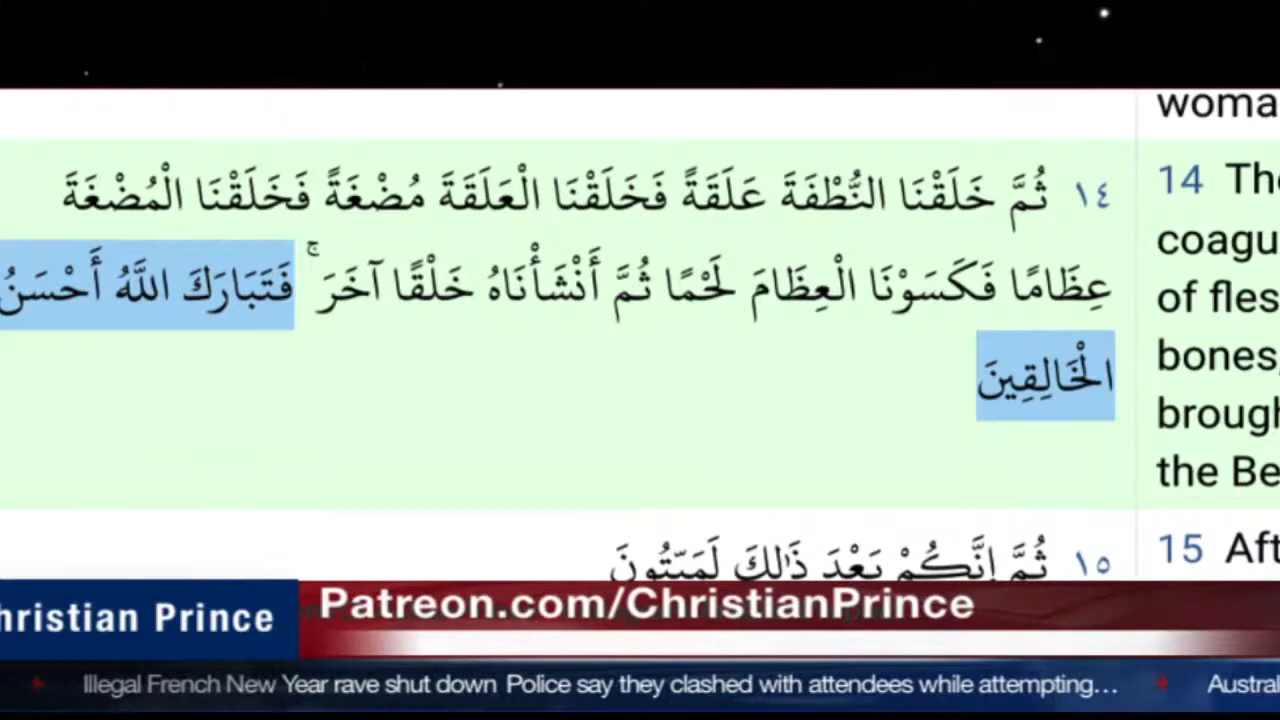 ١٤ ثُمَّ خَلَقْنَا النُّطْفَةَ عَلَقَةً فَخَلَقْنَا الْعَلَقَةَ مُضْغَةً فَخَلَقْنَا الْمُضْغَةَ
عِظَامًا فَكَسَوْنَا الْعِظَامَ لَحْمًا ثُمَّ أَنْشَأْنَاهُ خَلْقًا آخَرَ ۚ فَتَبَارَكَ اللَّهُ أَحْسَنُ
الْخَالِقِينَ
١٥ ثُمَّ إِنَّكُمْ بَعْدَ ذَٰلِكَ لَمَيِّتُونَ
woma
14 The
coagu
of fles
bones,
brough
the Be
15 Aft
hristian Prince
Patreon.com/ChristianPrince
Illegal French New Year rave shut down Police say they clashed with attendees while attempting... Austral